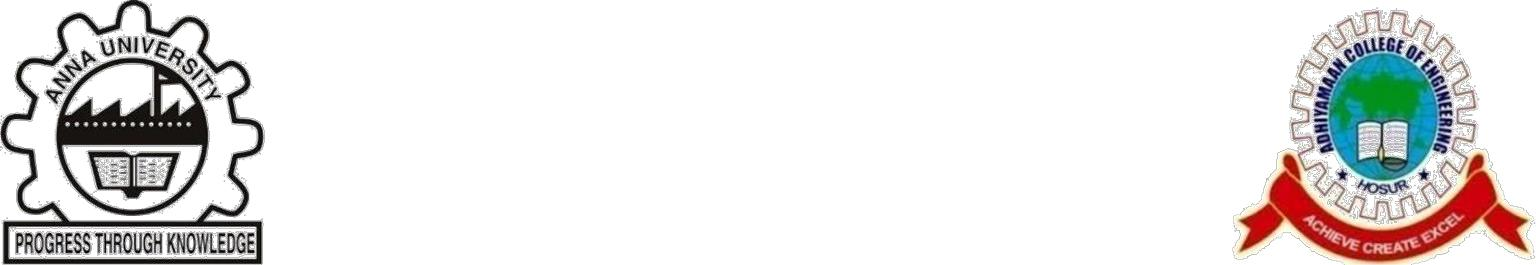 ANNA UNIVERSITY
PROGRESS THROUGH KNOWLEDGE
ADHIYAMAAN COLLEGE OF ENGINEERING
HOSUR
ACHIEVE CREATE EXCEL